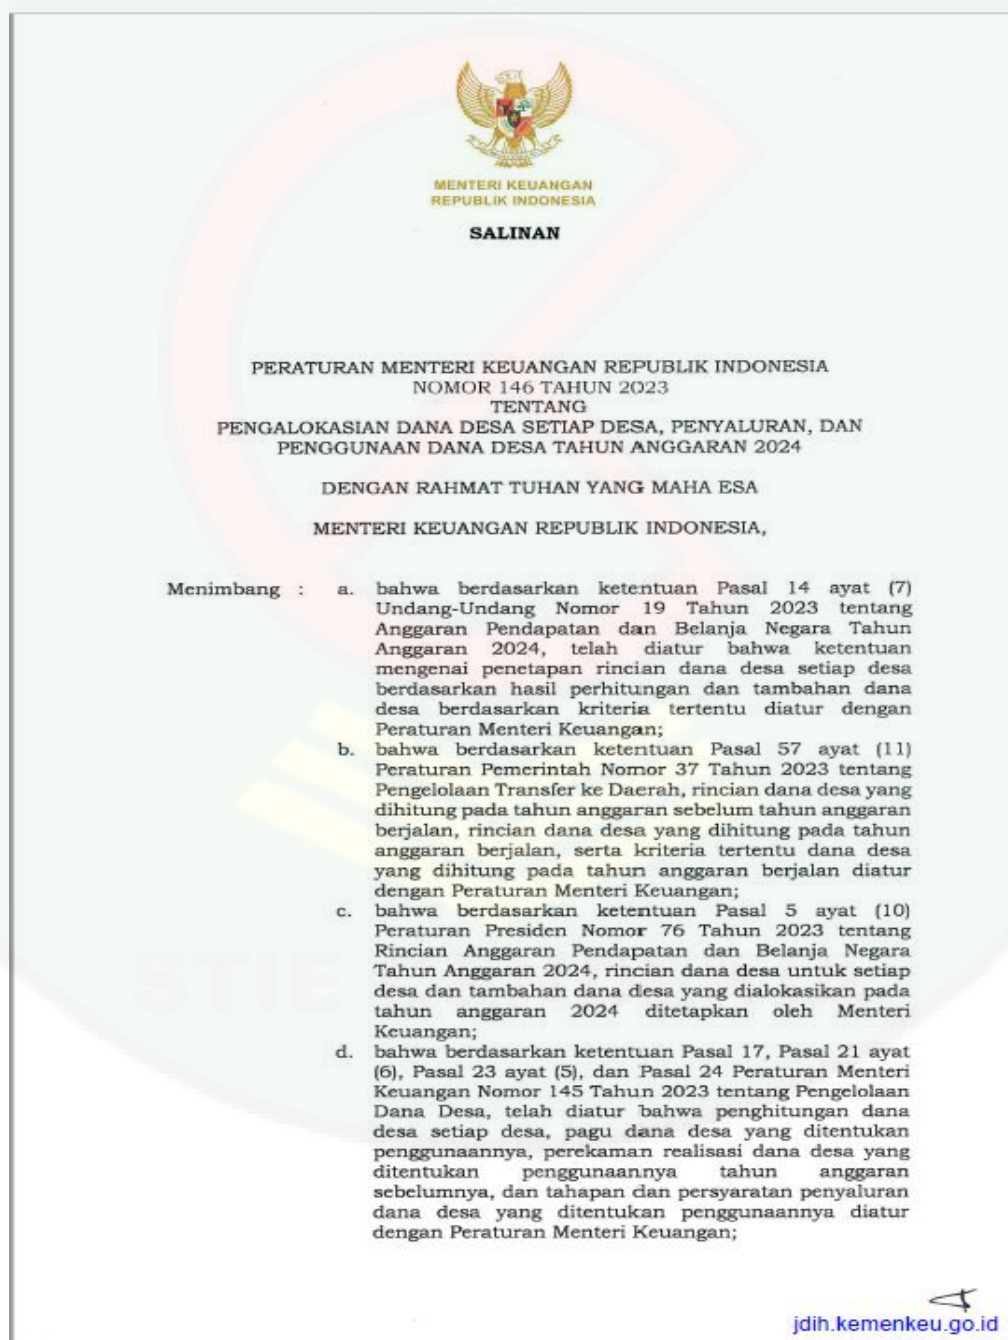 MENTERI KEUANGAN
REPUBLIK INDONESIA
SALINAN
PERATURAN MENTERI KEUANGAN REPUBLIK INDONESIA
NOMOR 146 TAHUN 2023
TENTANG
PENGALOKASIAN DANA DESA SETIAP DESA, PENYALURAN, DAN
PENGGUNAAN DANA DESA TAHUN ANGGARAN 2024
DENGAN RAHMAT TUHAN YANG MAHA ESA
MENTERI KEUANGAN REPUBLIK INDONESIA,
Menimbang : a. bahwa berdasarkan ketentuan Pasal 14 ayat (7)
Undang-Undang Nomor 19 Tahun 2023 tentang
Anggaran Pendapatan dan Belanja Negara Tahun
Anggaran 2024, telah diatur bahwa ketentuan
mengenai penetapan rincian dana desa setiap desa
berdasarkan hasil perhitungan dan tambahan dana
desa berdasarkan kriteria tertentu diatur dengan
Peraturan Menteri Keuangan;
b. bahwa berdasarkan ketentuan Pasal 57 ayat (11)
Peraturan Pemerintah Nomor 37 Tahun 2023 tentang
Pengelolaan Transfer ke Daerah, rincian dana desa yang
dihitung pada tahun anggaran sebelum tahun anggaran
berjalan, rincian dana desa yang dihitung pada tahun
anggaran berjalan, serta kriteria tertentu dana desa
yang dihitung pada tahun anggaran berjalan diatur
dengan Peraturan Menteri Keuangan;
c. bahwa berdasarkan ketentuan Pasal 5 ayat (10)
Peraturan Presiden Nomor 76 Tahun 2023 tentang
Rincian Anggaran Pendapatan dan Belanja Negara
Tahun Anggaran 2024, rincian dana desa untuk setiap
desa dan tambahan dana desa yang dialokasikan pada
tahun anggaran 2024 ditetapkan oleh Menteri
Keuangan;
d. bahwa berdasarkan ketentuan Pasal 17, Pasal 21 ayat
(6), Pasal 23 ayat (5), dan Pasal 24 Peraturan Menteri
Keuangan Nomor 145 Tahun 2023 tentang Pengelolaan
Dana Desa, telah diatur bahwa penghitungan dana
desa setiap desa, pagu dana desa yang ditentukan
penggunaannya, perekaman realisasi dana desa yang
ditentukan penggunaannya tahun anggaran
sebelumnya, dan tahapan dan persyaratan penyaluran
dana desa yang ditentukan penggunaannya diatur
dengan Peraturan Menteri Keuangan;
STIE
jdih.kemenkeu.go.id